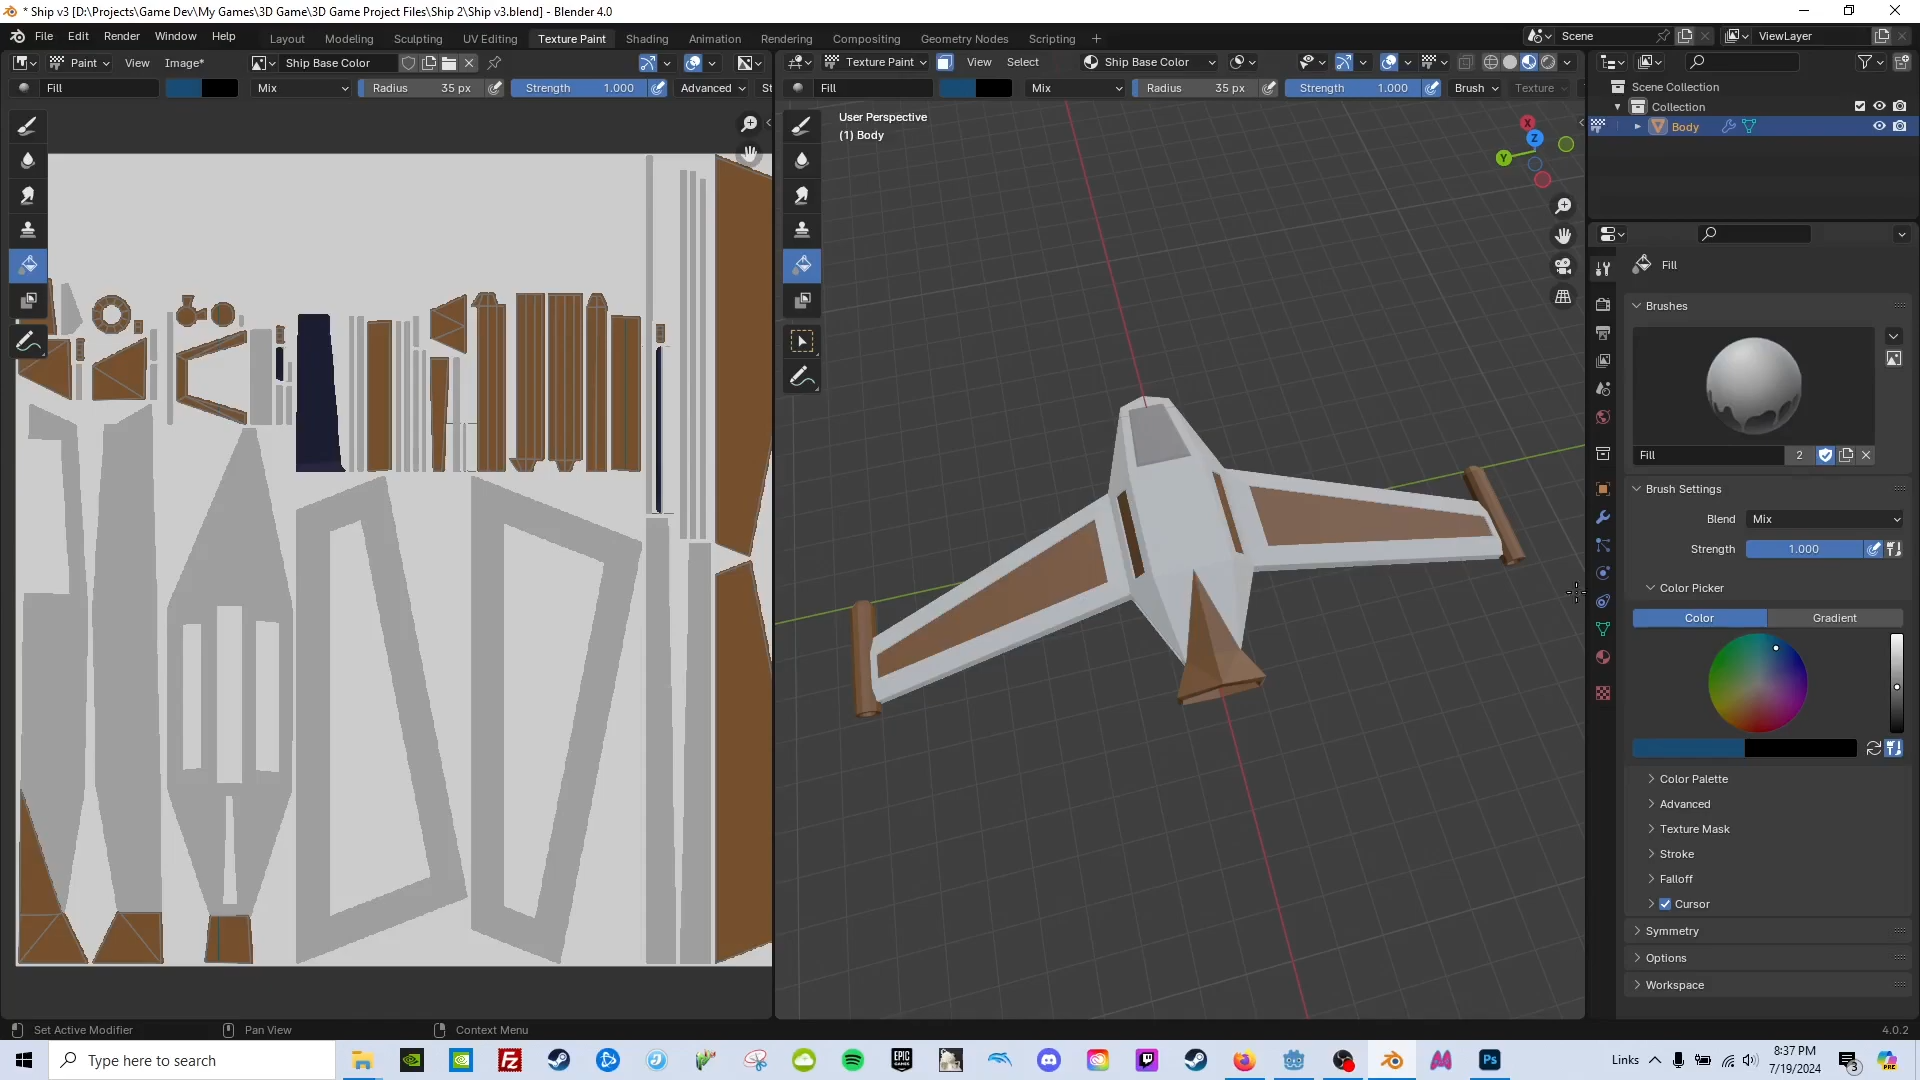 * Ship v3 [D:\Projects\Game Dev\My Games\3D Game\3D Game Project Files\Ship 2\Ship v3.blend] - Blender 4.0
File Edit Render Window Help
Layout Modeling Sculpting UV Editing Texture Paint Shading Animation Rendering Compositing Geometry Nodes Scripting +
Scene
ViewLayer
Paint View Image*
Ship Base Color
Texture Paint View Select
Ship Base Color
Fill Mix Radius 35 px Strength 1.000 Advanced St
Fill Mix Radius 35 px Strength 1.000 Brush Texture
User Perspective
(1) Body
X
Y
Z
Scene Collection
Collection
Body
Fill
Brushes
Fill 2
Brush Settings
Blend Mix
Strength 1.000
Color Picker
Color Gradient
Color Palette
Advanced
Texture Mask
Stroke
Falloff
Cursor
Symmetry
Options
Workspace
Set Active Modifier Pan View Context Menu
4.0.2
Type here to search
EPIC GAMES
Ps
Links
8:37 PM
7/19/2024
3
PRE